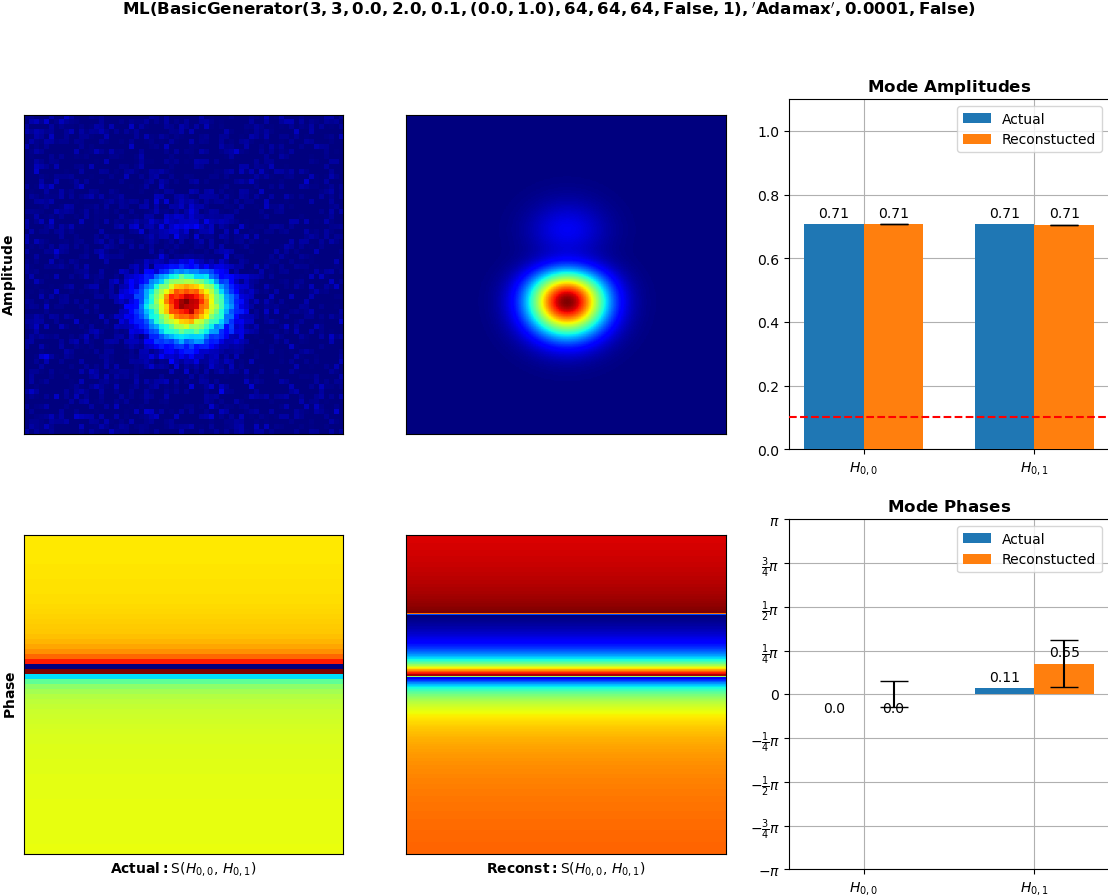 ML(BasicGenerator(3, 3, 0.0, 2.0, 0.1, (0.0, 1.0), 64, 64, 64, False, 1), ′Adamax′, 0.0001, False)
Amplitude
Mode Amplitudes
Actual
Reconstucted
1.0
0.8
0.6
0.4
0.2
0.0
0.71
0.71
0.71
0.71
H0,0
H0,1
Phase
Actual: S(H0,0, H0,1)
Reconst: S(H0,0, H0,1)
Mode Phases
Actual
Reconstucted
π
3/4π
1/2π
1/4π
0
−1/4π
−1/2π
−3/4π
−π
0.0
0.0
0.11
0.55
H0,0
H0,1